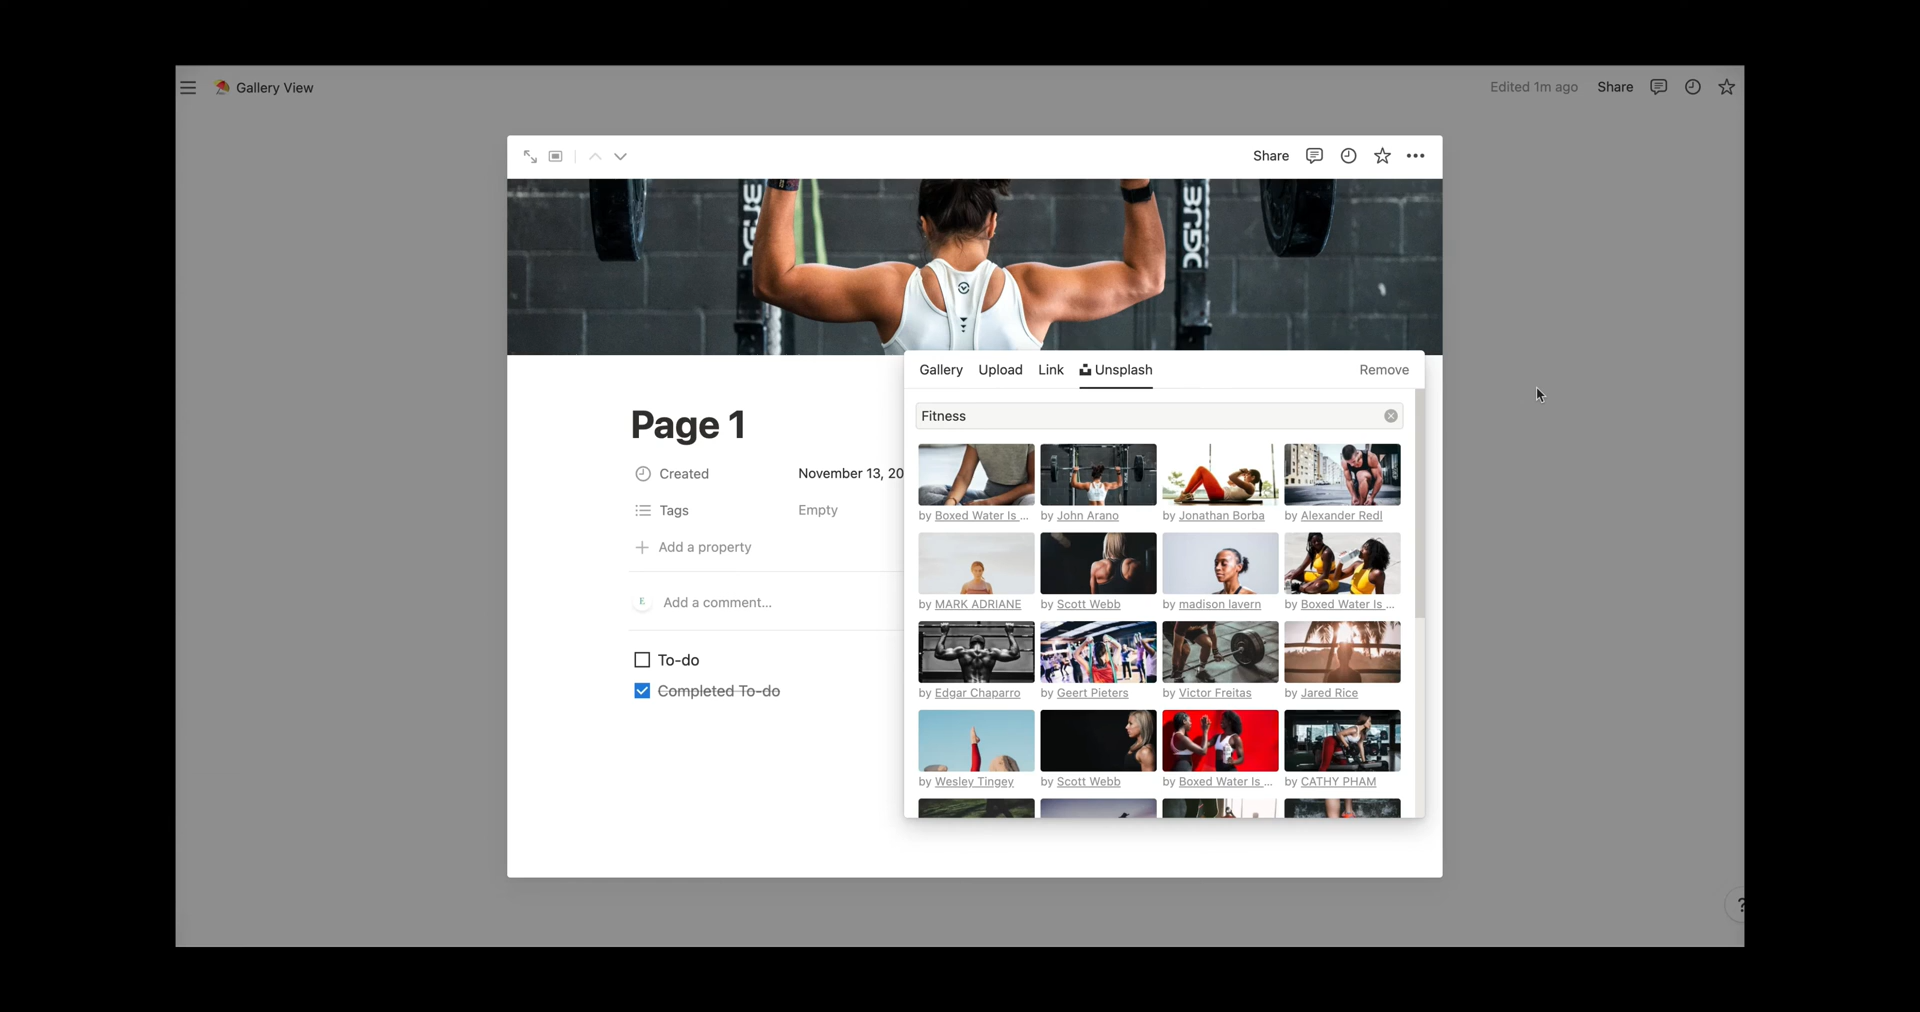 Gallery View
Edited 1m ago Share
Share
Gallery Upload Link Unsplash Remove
Fitness
Page 1
Created November 13, 20
Tags Empty
Add a property
E Add a comment...
To-do
Completed To-do
by Boxed Water Is ... by John Arano by Jonathan Borba by Alexander Redl
by MARK ADRIANE by Scott Webb by madison lavern by Boxed Water Is ...
by Edgar Chaparro by Geert Pieters by Victor Freitas by Jared Rice
by Wesley Tingey by Scott Webb by Boxed Water Is ... by CATHY PHAM
?